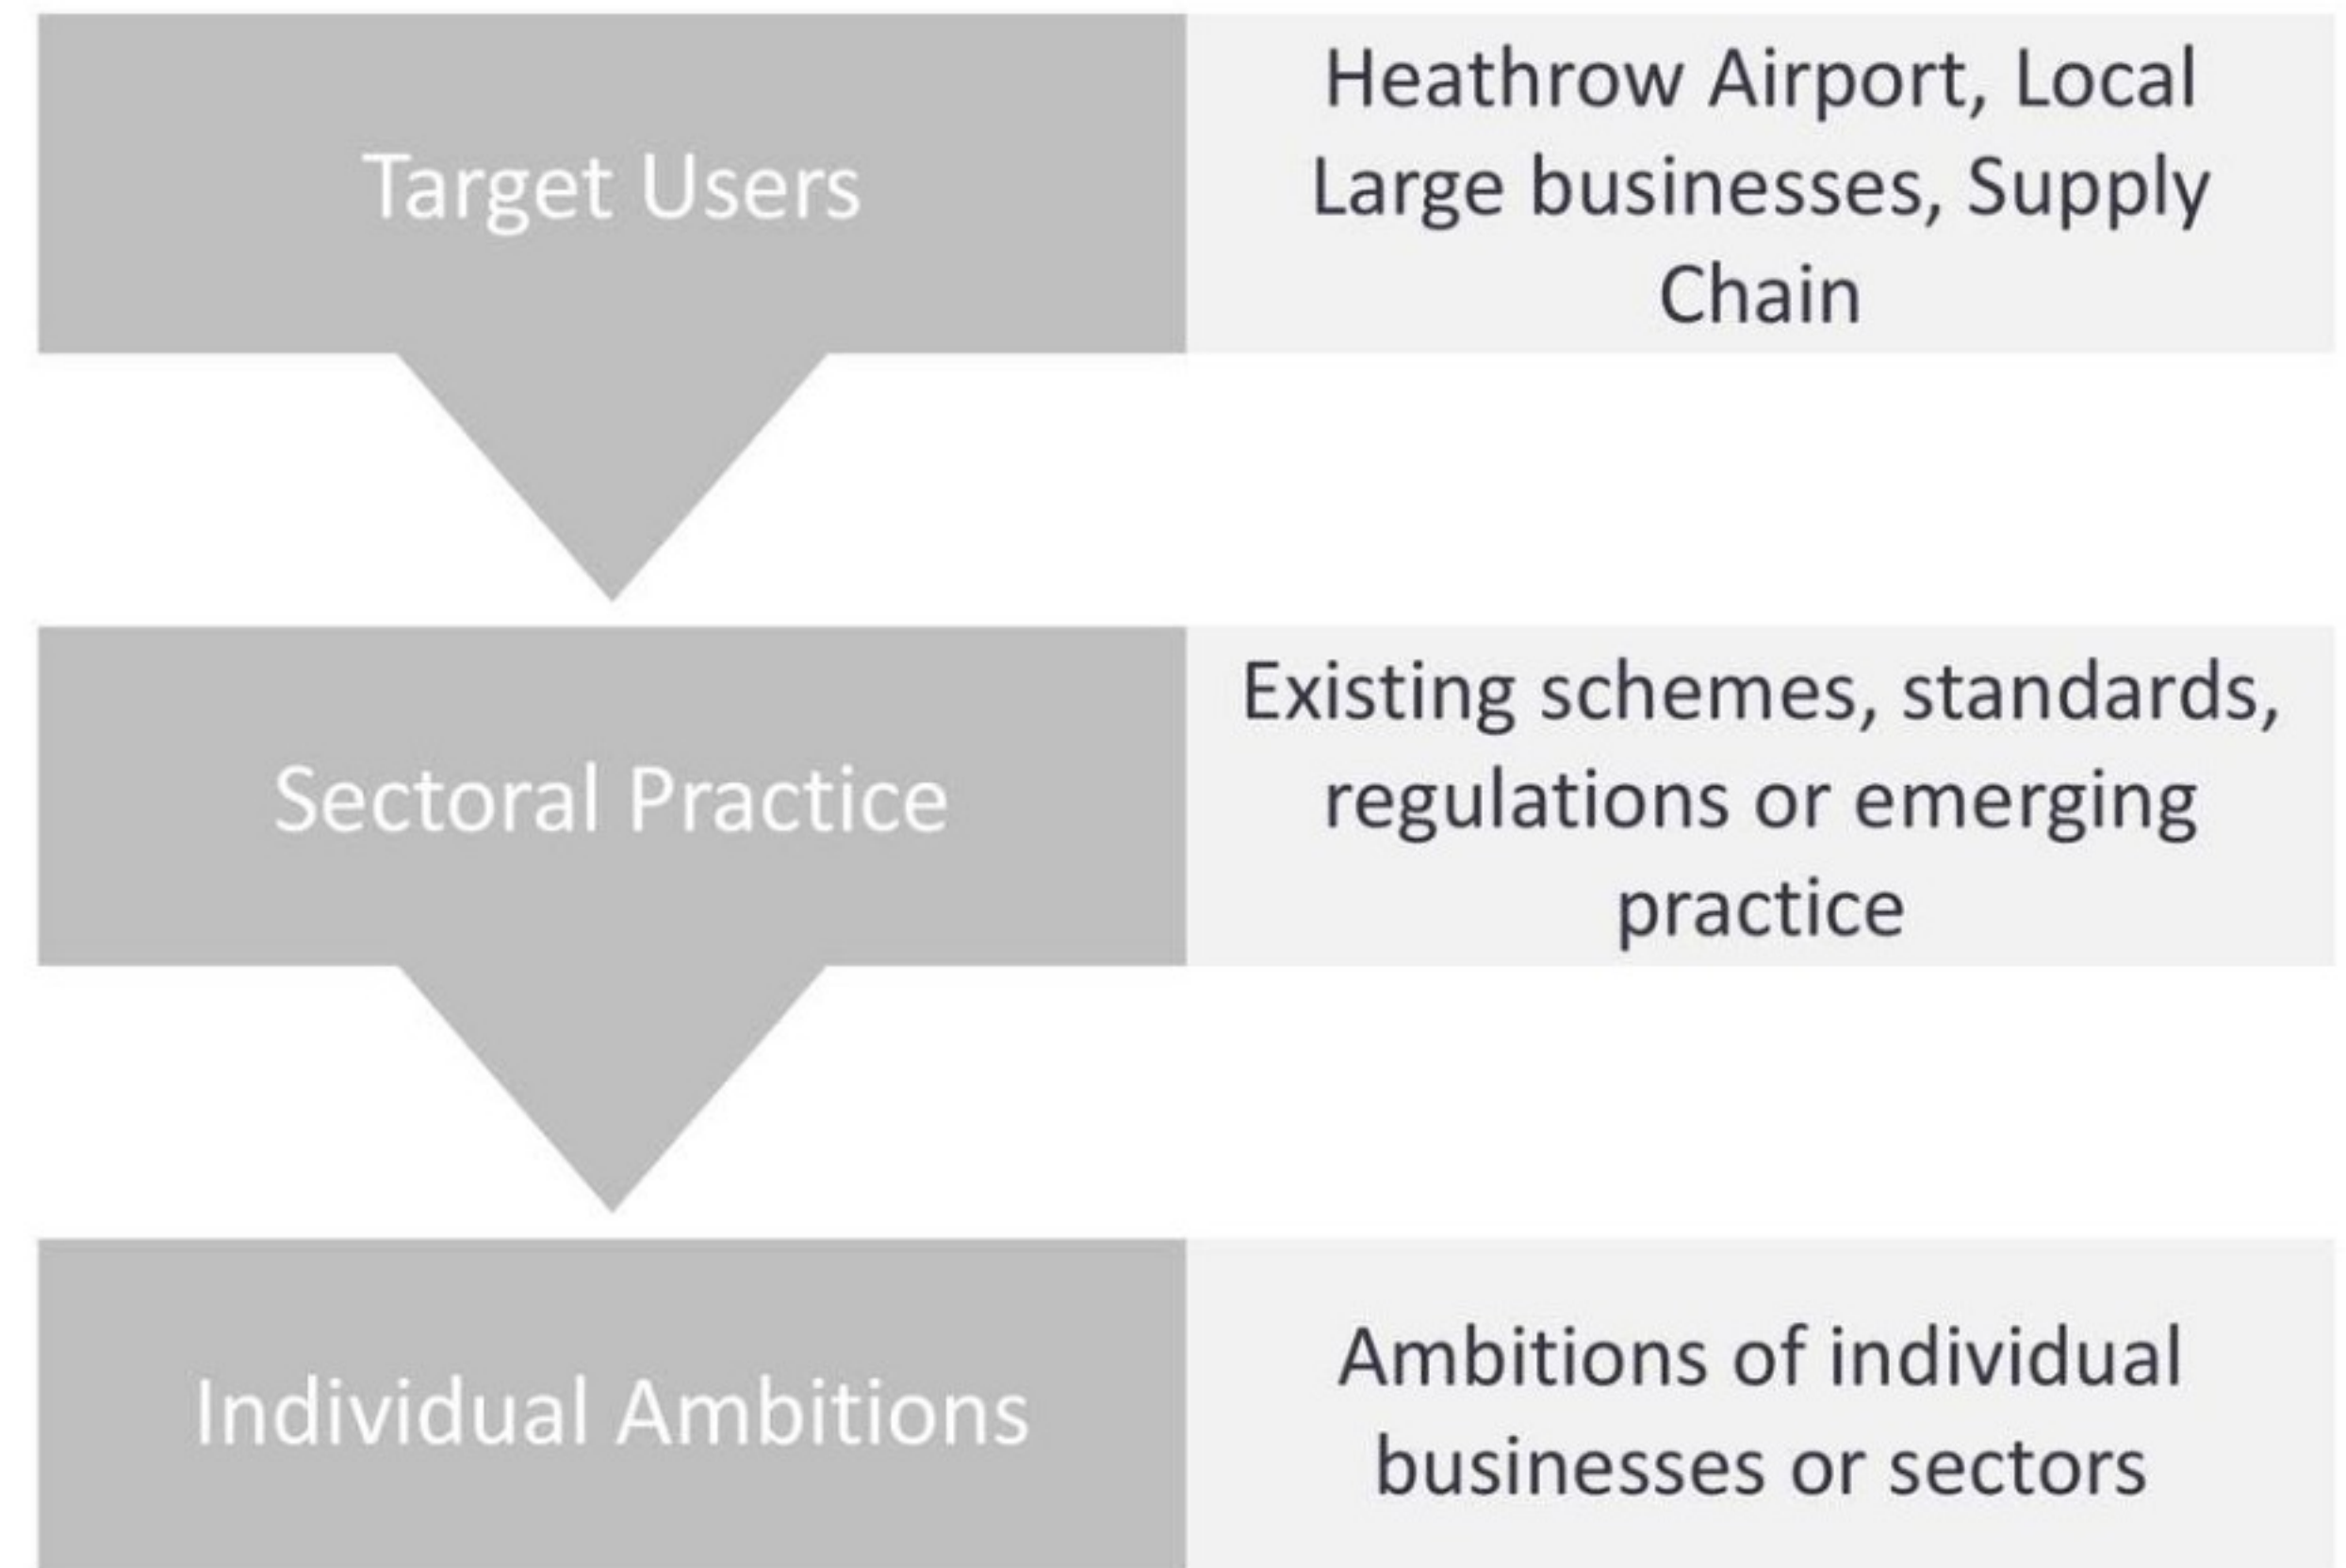 Target Users
Heathrow Airport, Local
Large businesses, Supply
Chain
Sectoral Practice
Existing schemes, standards,
regulations or emerging
practice
Individual Ambitions
Ambitions of individual
businesses or sectors